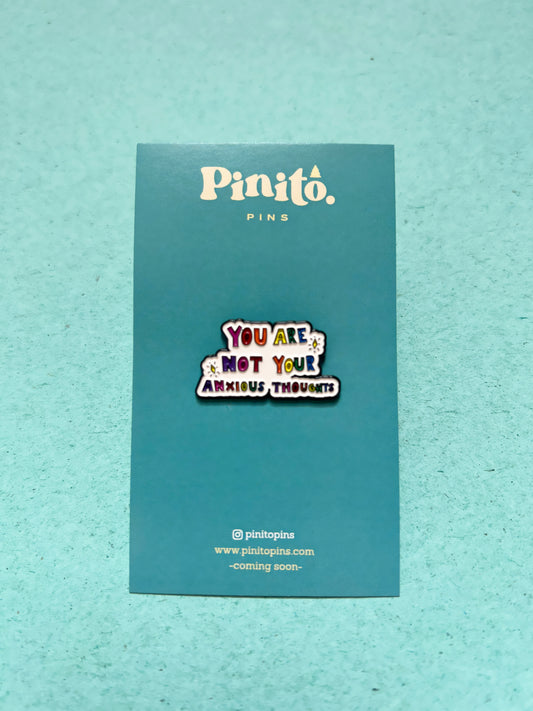 Pinito.
PINS
YOU ARE
NOT YOUR
ANXIOUS THOUGHTS
pinitopins
www.pinitopins.com
-coming soon-